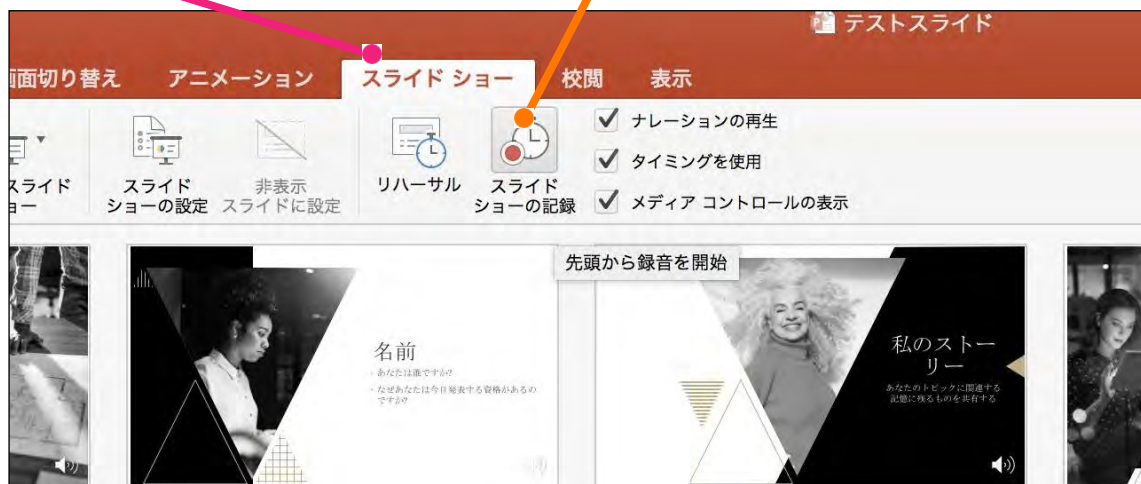 テストスライド
画面切り替え アニメーション スライド ショー 校閲 表示
スライド
ショー
スライド
ショーの設定
非表示
スライドに設定
リハーサル
スライド
ショーの記録
ナレーションの再生
タイミングを使用
メディア コントロールの表示
先頭から録音を開始
名前
・あなたは誰ですか?
・なぜあなたは今日発表する資格があるの
ですか?
私のストー
リー
あなたのトピックに関連する
記憶に残るものを共有する